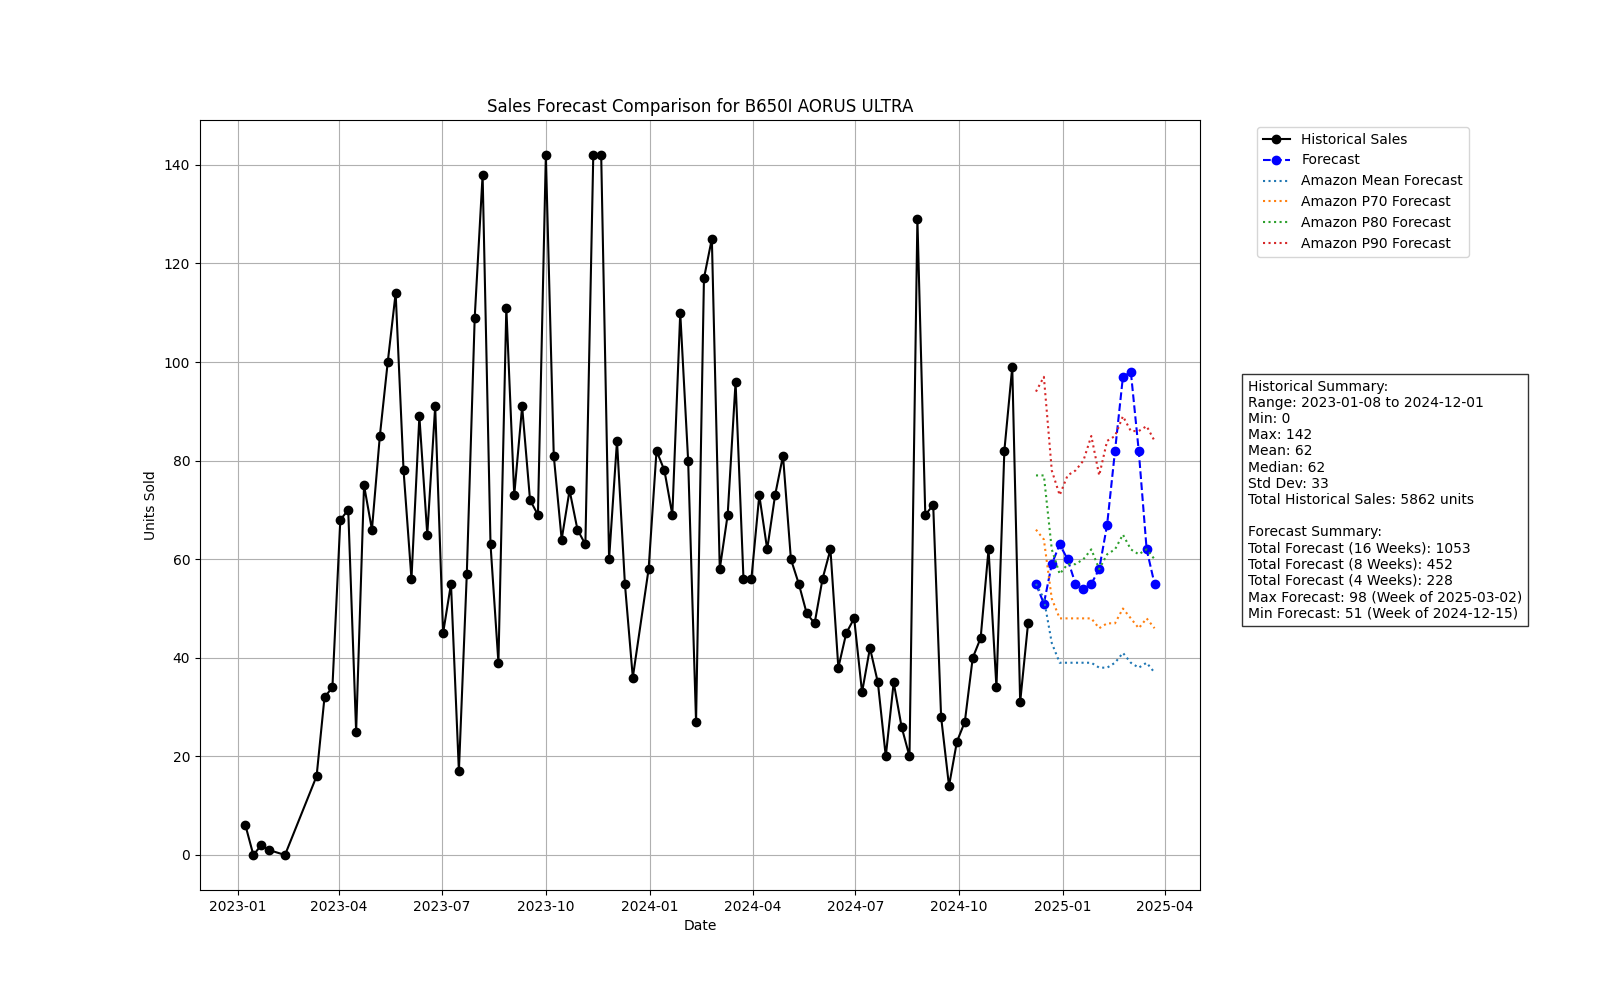 Sales Forecast Comparison for B650I AORUS ULTRA
Units Sold
140
120
100
80
60
40
20
0
2023-01
2023-04
2023-07
2023-10
2024-01
2024-04
2024-07
2024-10
2025-01
2025-04
Date
Historical Sales
Forecast
Amazon Mean Forecast
Amazon P70 Forecast
Amazon P80 Forecast
Amazon P90 Forecast
Historical Summary:
Range: 2023-01-08 to 2024-12-01
Min: 0
Max: 142
Mean: 62
Median: 62
Std Dev: 33
Total Historical Sales: 5862 units
Forecast Summary:
Total Forecast (16 Weeks): 1053
Total Forecast (8 Weeks): 452
Total Forecast (4 Weeks): 228
Max Forecast: 98 (Week of 2025-03-02)
Min Forecast: 51 (Week of 2024-12-15)